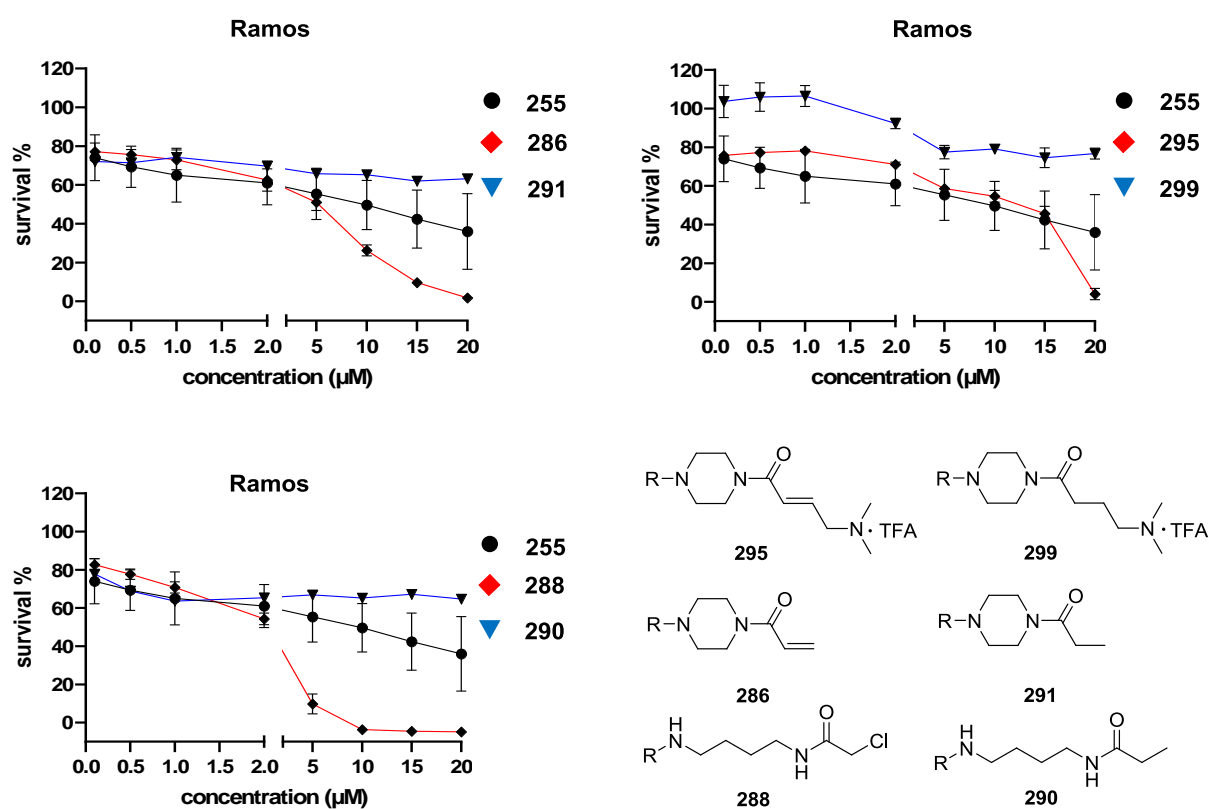 Ramos
survival %
120
100
80
60
40
20
0
0.0 0.5 1.0 1.5 2.0 5 10 15 20
concentration (µM)
255
286
291
Ramos
survival %
120
100
80
60
40
20
0
0.0 0.5 1.0 1.5 2.0 5 10 15 20
concentration (µM)
255
295
299
Ramos
survival %
120
100
80
60
40
20
0
0.0 0.5 1.0 1.5 2.0 5 10 15 20
concentration (µM)
255
288
290
O
R N N
N · TFA
295
O
R N N
N · TFA
299
O
R N N
286
O
R N N
291
H
N
R
O
N
H
Cl
288
H
N
R
O
N
H
290